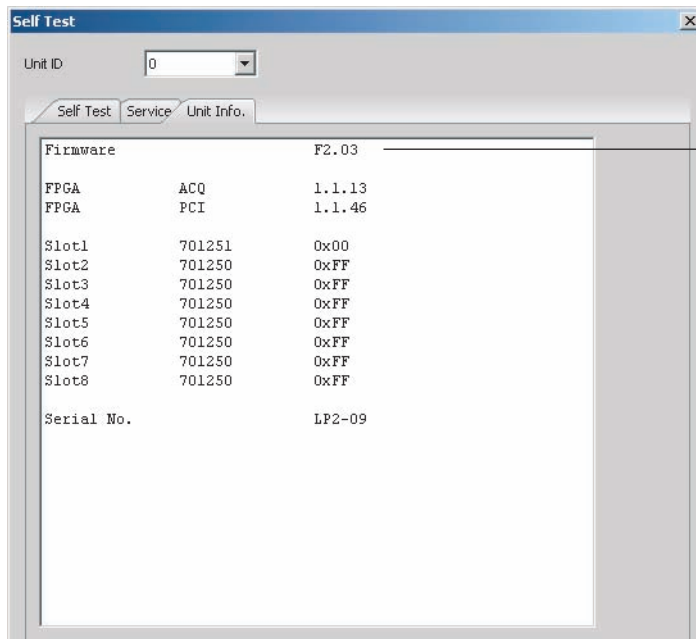 Self Test
Unit ID 0
Self Test Service Unit Info.
Firmware F2.03
FPGA ACQ 1.1.13
FPGA PCI 1.1.46
Slot1 701251 0x00
Slot2 701250 0xFF
Slot3 701250 0xFF
Slot4 701250 0xFF
Slot5 701250 0xFF
Slot6 701250 0xFF
Slot7 701250 0xFF
Slot8 701250 0xFF
Serial No. LP2-09